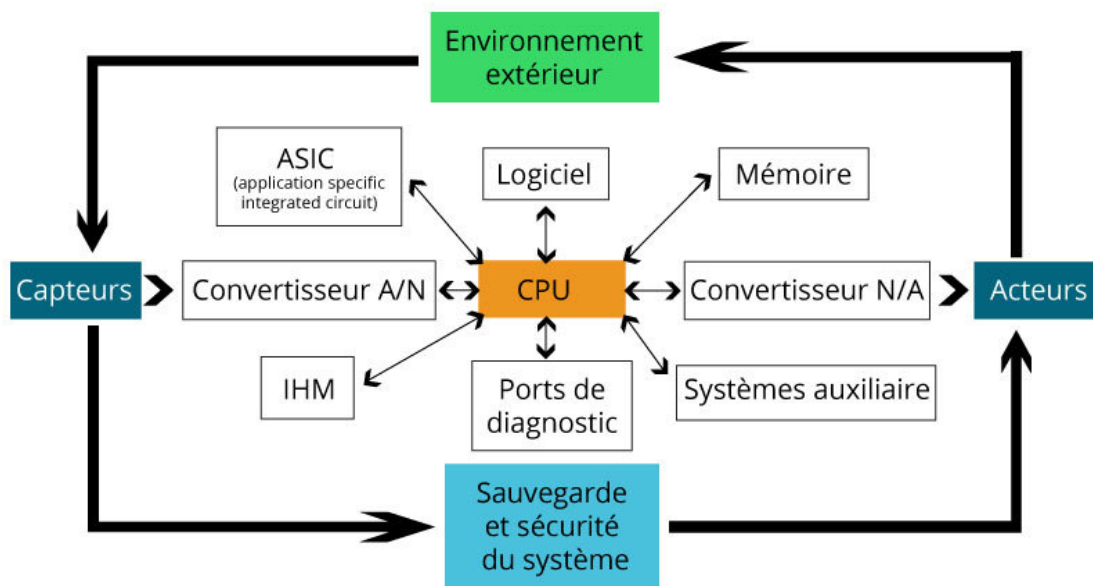 Environnement
extérieur
ASIC
(application specific
integrated circuit)
Logiciel
Mémoire
Capteurs
Convertisseur A/N
CPU
Convertisseur N/A
Acteurs
IHM
Ports de
diagnostic
Systèmes auxiliaire
Sauvegarde
et sécurité
du système